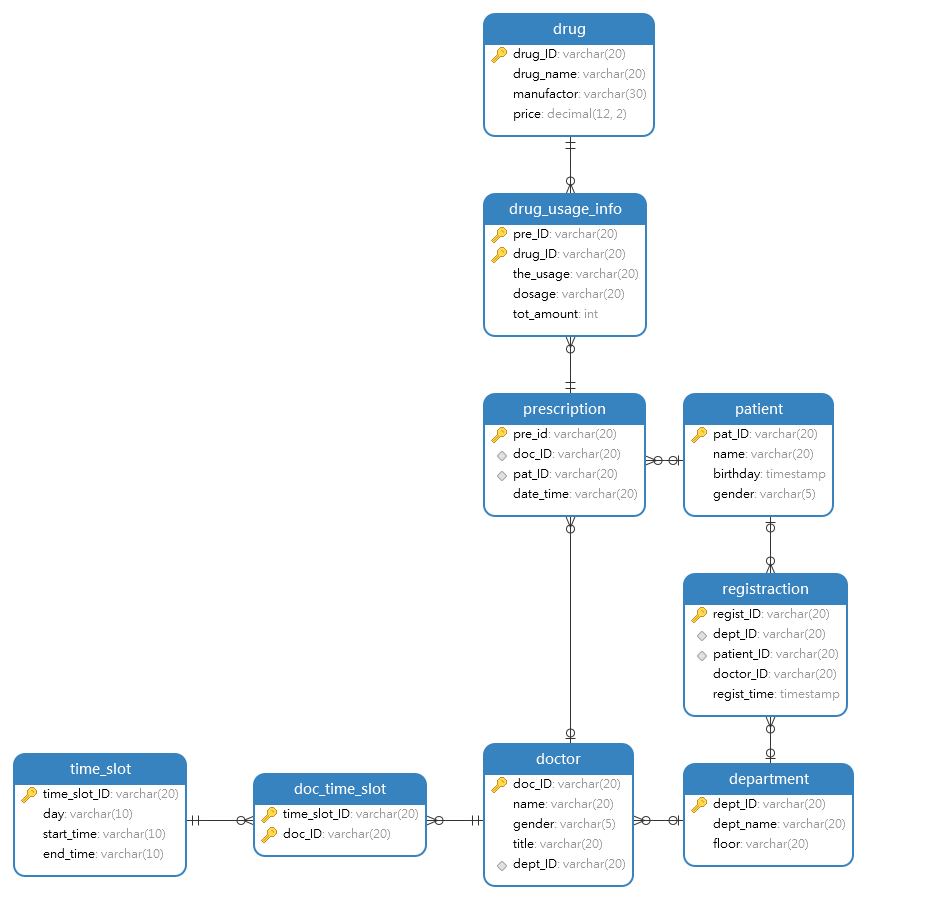 drug
drug_ID: varchar(20)
drug_name: varchar(20)
manufactor: varchar(30)
price: decimal(12, 2)
drug_usage_info
pre_ID: varchar(20)
drug_ID: varchar(20)
the_usage: varchar(20)
dosage: varchar(20)
tot_amount: int
prescription
pre_id: varchar(20)
doc_ID: varchar(20)
pat_ID: varchar(20)
date_time: varchar(20)
patient
pat_ID: varchar(20)
name: varchar(20)
birthday: timestamp
gender: varchar(5)
registraction
regist_ID: varchar(20)
dept_ID: varchar(20)
patient_ID: varchar(20)
doctor_ID: varchar(20)
regist_time: timestamp
time_slot
time_slot_ID: varchar(20)
day: varchar(10)
start_time: varchar(10)
end_time: varchar(10)
doc_time_slot
time_slot_ID: varchar(20)
doc_ID: varchar(20)
doctor
doc_ID: varchar(20)
name: varchar(20)
gender: varchar(5)
title: varchar(20)
dept_ID: varchar(20)
department
dept_ID: varchar(20)
dept_name: varchar(20)
floor: varchar(20)